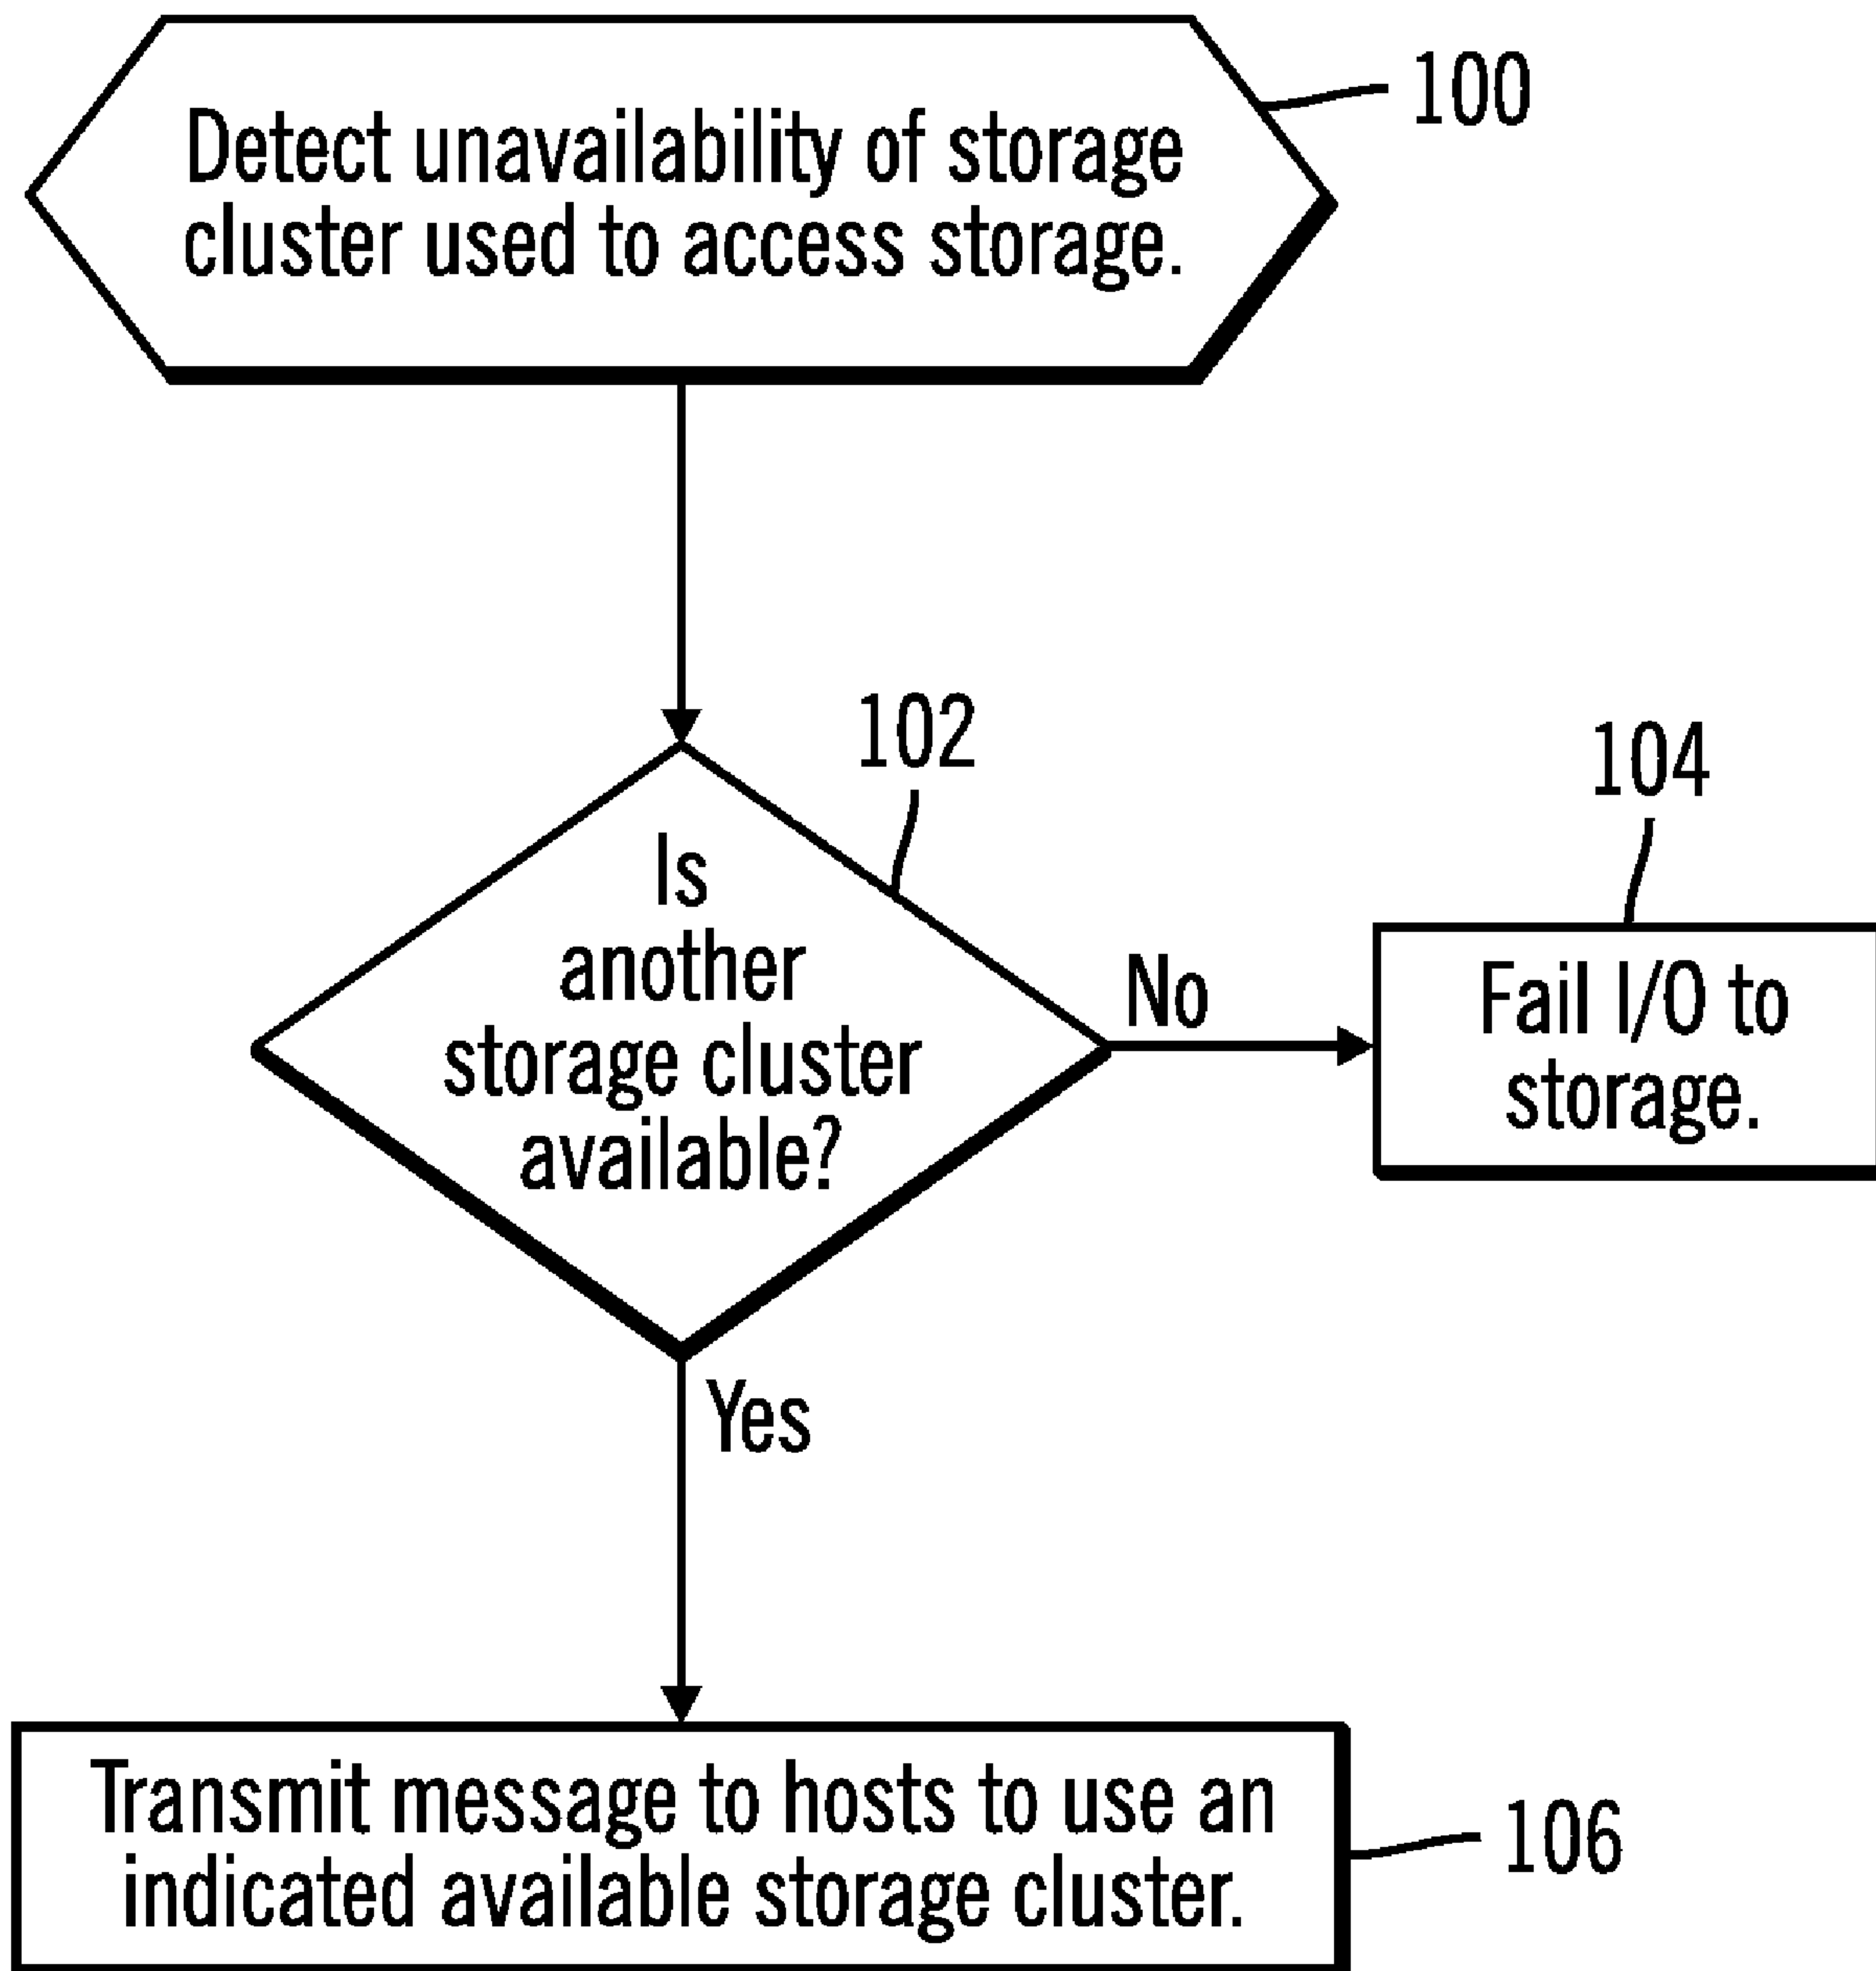 Detect unavailability of storage
cluster used to access storage.
100
102
Is
another
storage cluster
available?
No
104
Fail I/O to
storage.
Yes
Transmit message to hosts to use an
indicated available storage cluster.
106